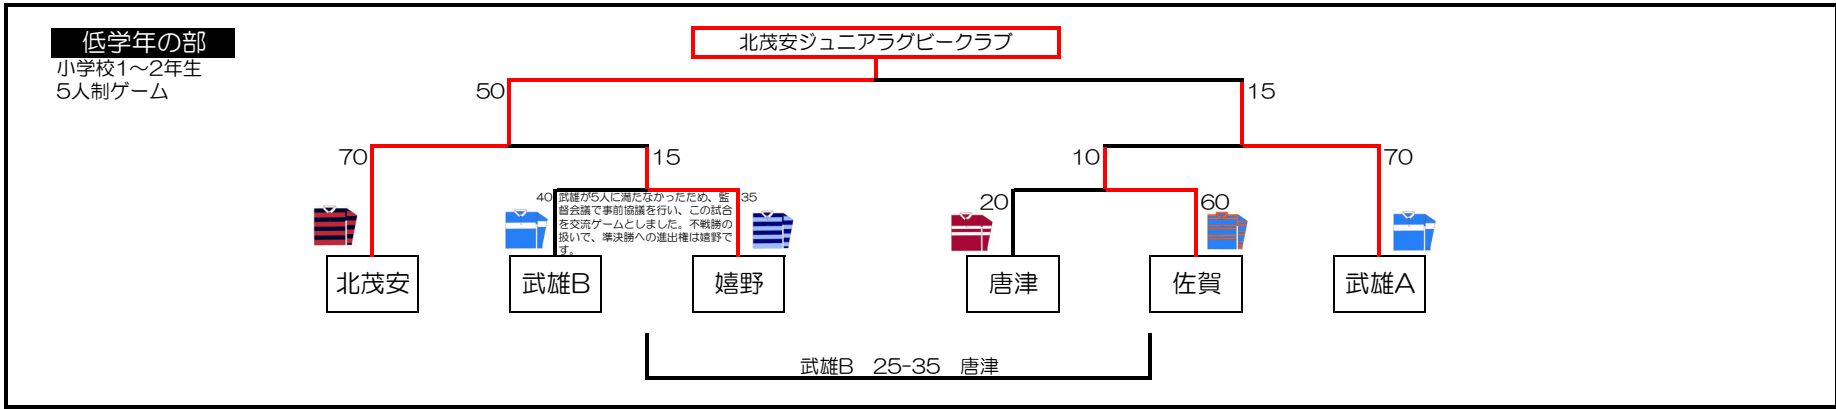 低学年の部
小学校1〜2年生
5人制ゲーム
北茂安ジュニアラグビークラブ
50
15
70
15
10
70
40
武雄が5人に満たなかったため、監
督会議で事前協議を行い、この試合
を交流ゲームとしました。不戦勝の
扱いで、準決勝への進出権は嬉野で
す。
35
20
60
北茂安
武雄B
嬉野
唐津
佐賀
武雄A
武雄B　25-35　唐津